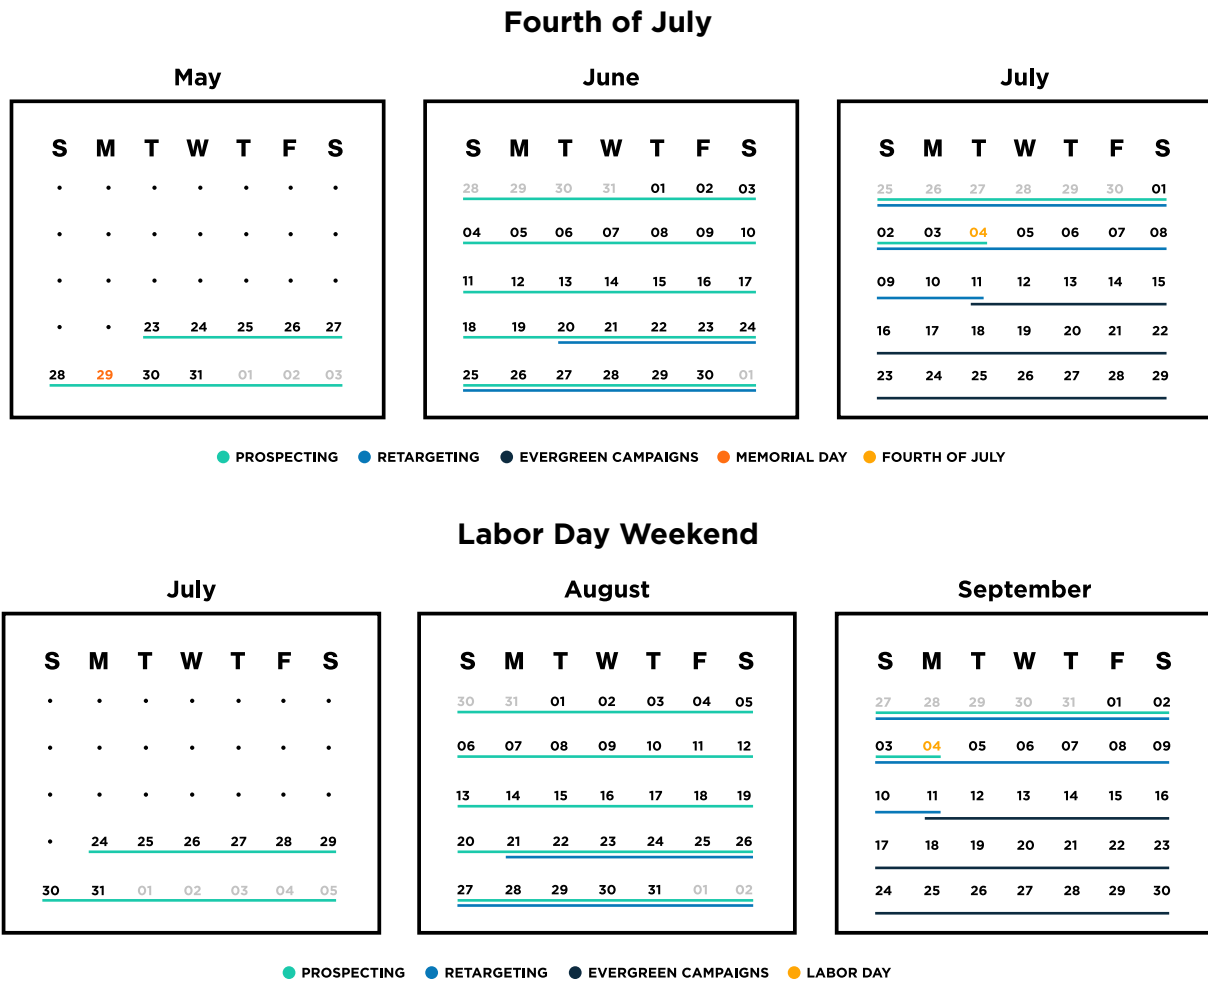 Fourth of July
May June July
S M T W T F S S M T W T F S S M T W T F S
. . . . . . . 28 29 30 31 01 02 03 25 26 27 28 29 30 01
. . . . . . . 04 05 06 07 08 09 10 02 03 04 05 06 07 08
. . . . . . . 11 12 13 14 15 16 17 09 10 11 12 13 14 15
. . 23 24 25 26 27 18 19 20 21 22 23 24 16 17 18 19 20 21 22
28 29 30 31 01 02 03 25 26 27 28 29 30 01 23 24 25 26 27 28 29
PROSPECTING RETARGETING EVERGREEN CAMPAIGNS MEMORIAL DAY FOURTH OF JULY
Labor Day Weekend
July August September
S M T W T F S S M T W T F S S M T W T F S
. . . . . . . 30 31 01 02 03 04 05 27 28 29 30 31 01 02
. . . . . . . 06 07 08 09 10 11 12 03 04 05 06 07 08 09
. . . . . . . 13 14 15 16 17 18 19 10 11 12 13 14 15 16
. 24 25 26 27 28 29 20 21 22 23 24 25 26 17 18 19 20 21 22 23
30 31 01 02 03 04 05 27 28 29 30 31 01 02 24 25 26 27 28 29 30
PROSPECTING RETARGETING EVERGREEN CAMPAIGNS LABOR DAY